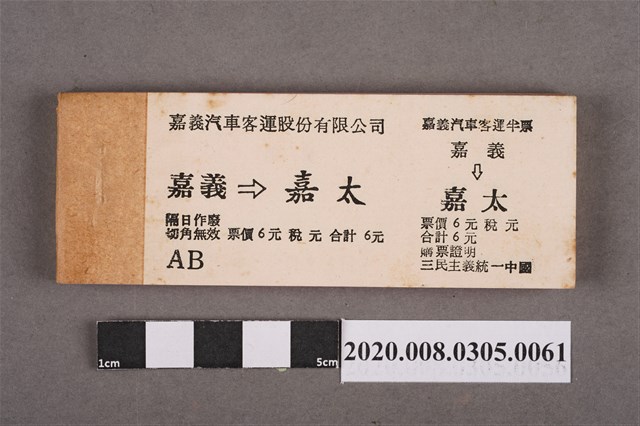 嘉義汽車客運股份有限公司
嘉義⇨嘉太
隔日作廢
切角無效 票價6元 稅 元 合計 6元
AB
嘉義汽車客運半票
嘉義
⇩
嘉太
票價 6 元 稅 元
合計 6元
購票證明
三民主義統一中國
1cm
5cm
2020.008.0305.0061